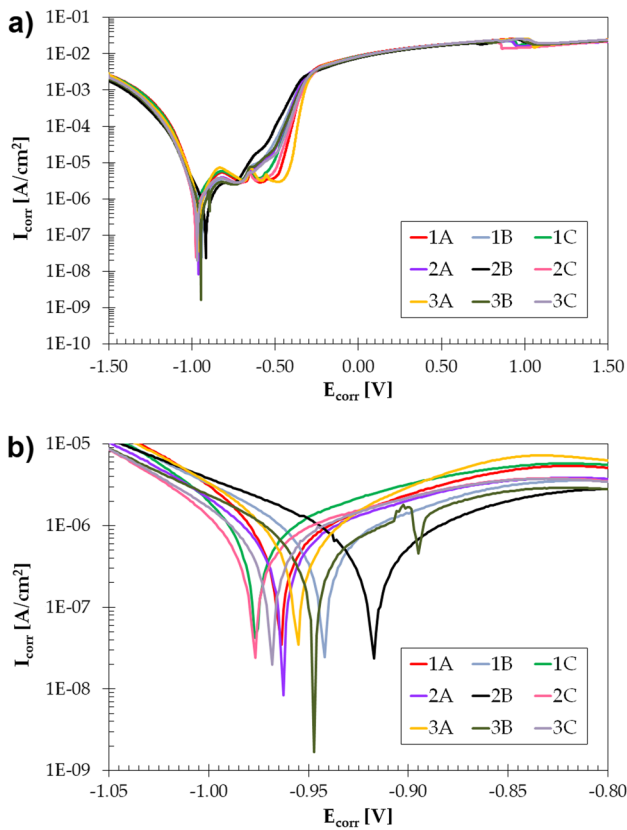 a)
1E-01
1E-02
1E-03
1E-04
1E-05
1E-06
1E-07
1E-08
1E-09
1E-10
Icorr [A/cm2]
1A 1B 1C
2A 2B 2C
3A 3B 3C
-1.50 -1.00 -0.50 0.00 0.50 1.00 1.50
Ecorr [V]
b)
1E-05
1E-06
1E-07
1E-08
1E-09
Icorr [A/cm2]
1A 1B 1C
2A 2B 2C
3A 3B 3C
-1.05 -1.00 -0.95 -0.90 -0.85 -0.80
Ecorr [V]